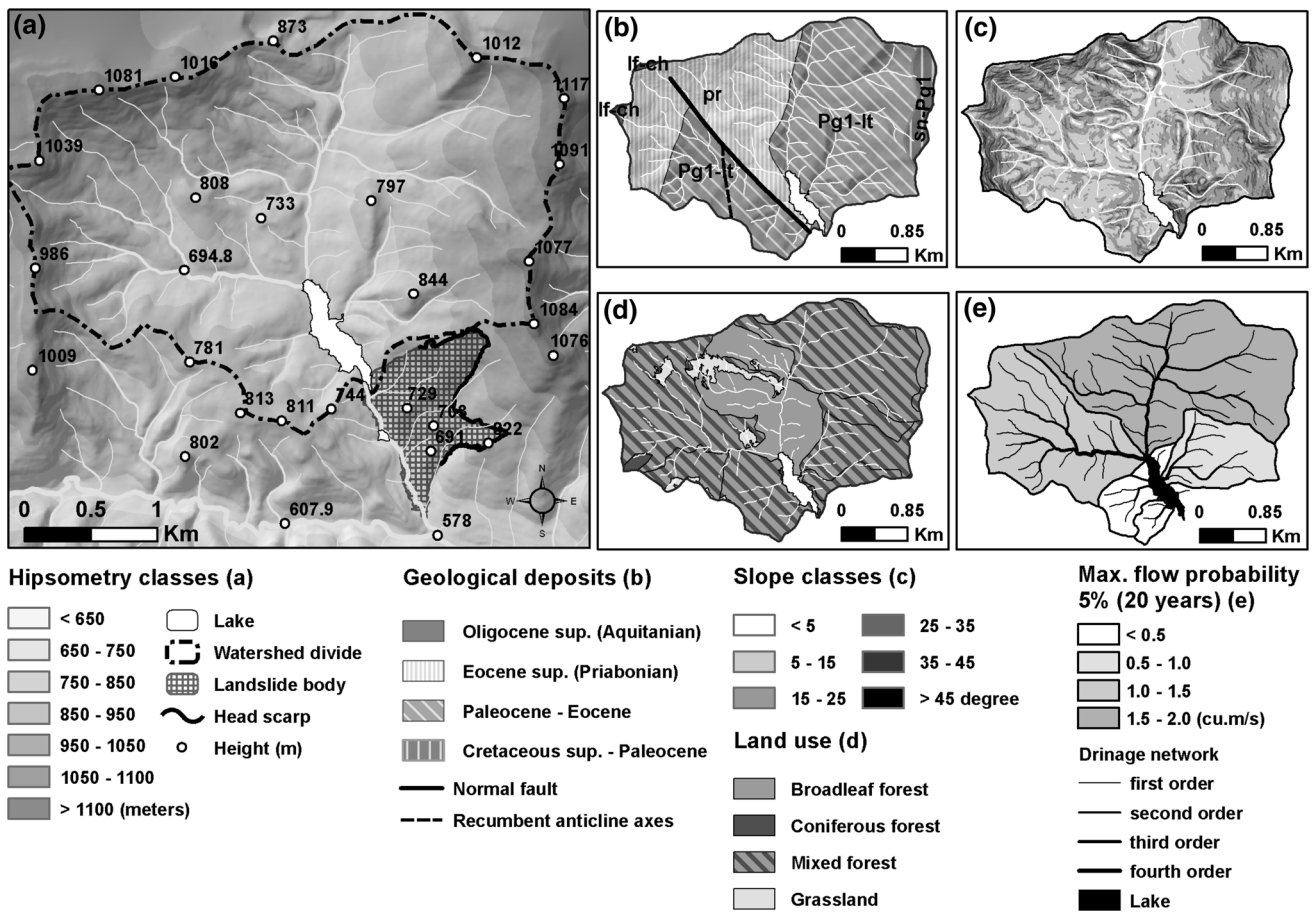 (a)
873
1012
1016
1081
1117
1039
1091
808
797
733
986
694.8
1077
844
1084
1009
781
1076
744
729
813
811
708
922
691
802
N
W E
S
0 0.5 1
Km
607.9
578
(b)
lf-ch
pr
lf-ch
Pg1-lt
sn-Pg1
Pg1-lt
0 0.85
Km
(c)
0 0.85
Km
(d)
0 0.85
Km
(e)
0 0.85
Km
Hipsometry classes (a)
< 650
650 - 750
750 - 850
850 - 950
950 - 1050
1050 - 1100
> 1100 (meters)
Lake
Watershed divide
Landslide body
Head scarp
Height (m)
Geological deposits (b)
Oligocene sup. (Aquitanian)
Eocene sup. (Priabonian)
Paleocene - Eocene
Cretaceous sup. - Paleocene
Normal fault
Recumbent anticline axes
Slope classes (c)
< 5
5 - 15
15 - 25
25 - 35
35 - 45
> 45 degree
Land use (d)
Broadleaf forest
Coniferous forest
Mixed forest
Grassland
Max. flow probability
5% (20 years) (e)
< 0.5
0.5 - 1.0
1.0 - 1.5
1.5 - 2.0 (cu.m/s)
Drinage network
first order
second order
third order
fourth order
Lake